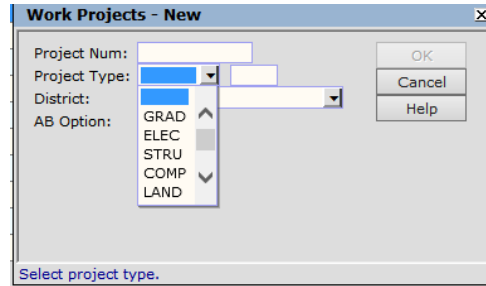 Work Projects - New
Project Num:
OK
Project Type:
Cancel
District:
Help
AB Option:
GRAD
ELEC
STRU
COMP
LAND
Select project type.